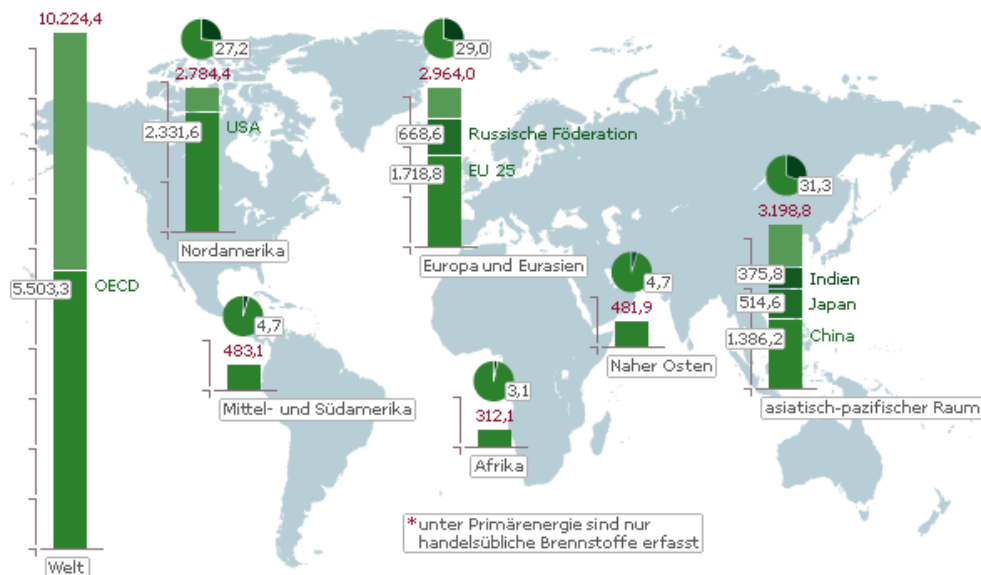 10.224,4
5.503,3
OECD
Welt
27,2
2.784,4
2.331,6
USA
Nordamerika
29,0
2.964,0
668,6
Russische Föderation
1.718,8
EU 25
Europa und Eurasien
31,3
3.198,8
375,8
Indien
514,6
Japan
1.386,2
China
asiatisch-pazifischer Raum
4,7
481,9
Naher Osten
4,7
483,1
Mittel- und Südamerika
3,1
312,1
Afrika
*unter Primärenergie sind nur
handelsübliche Brennstoffe erfasst